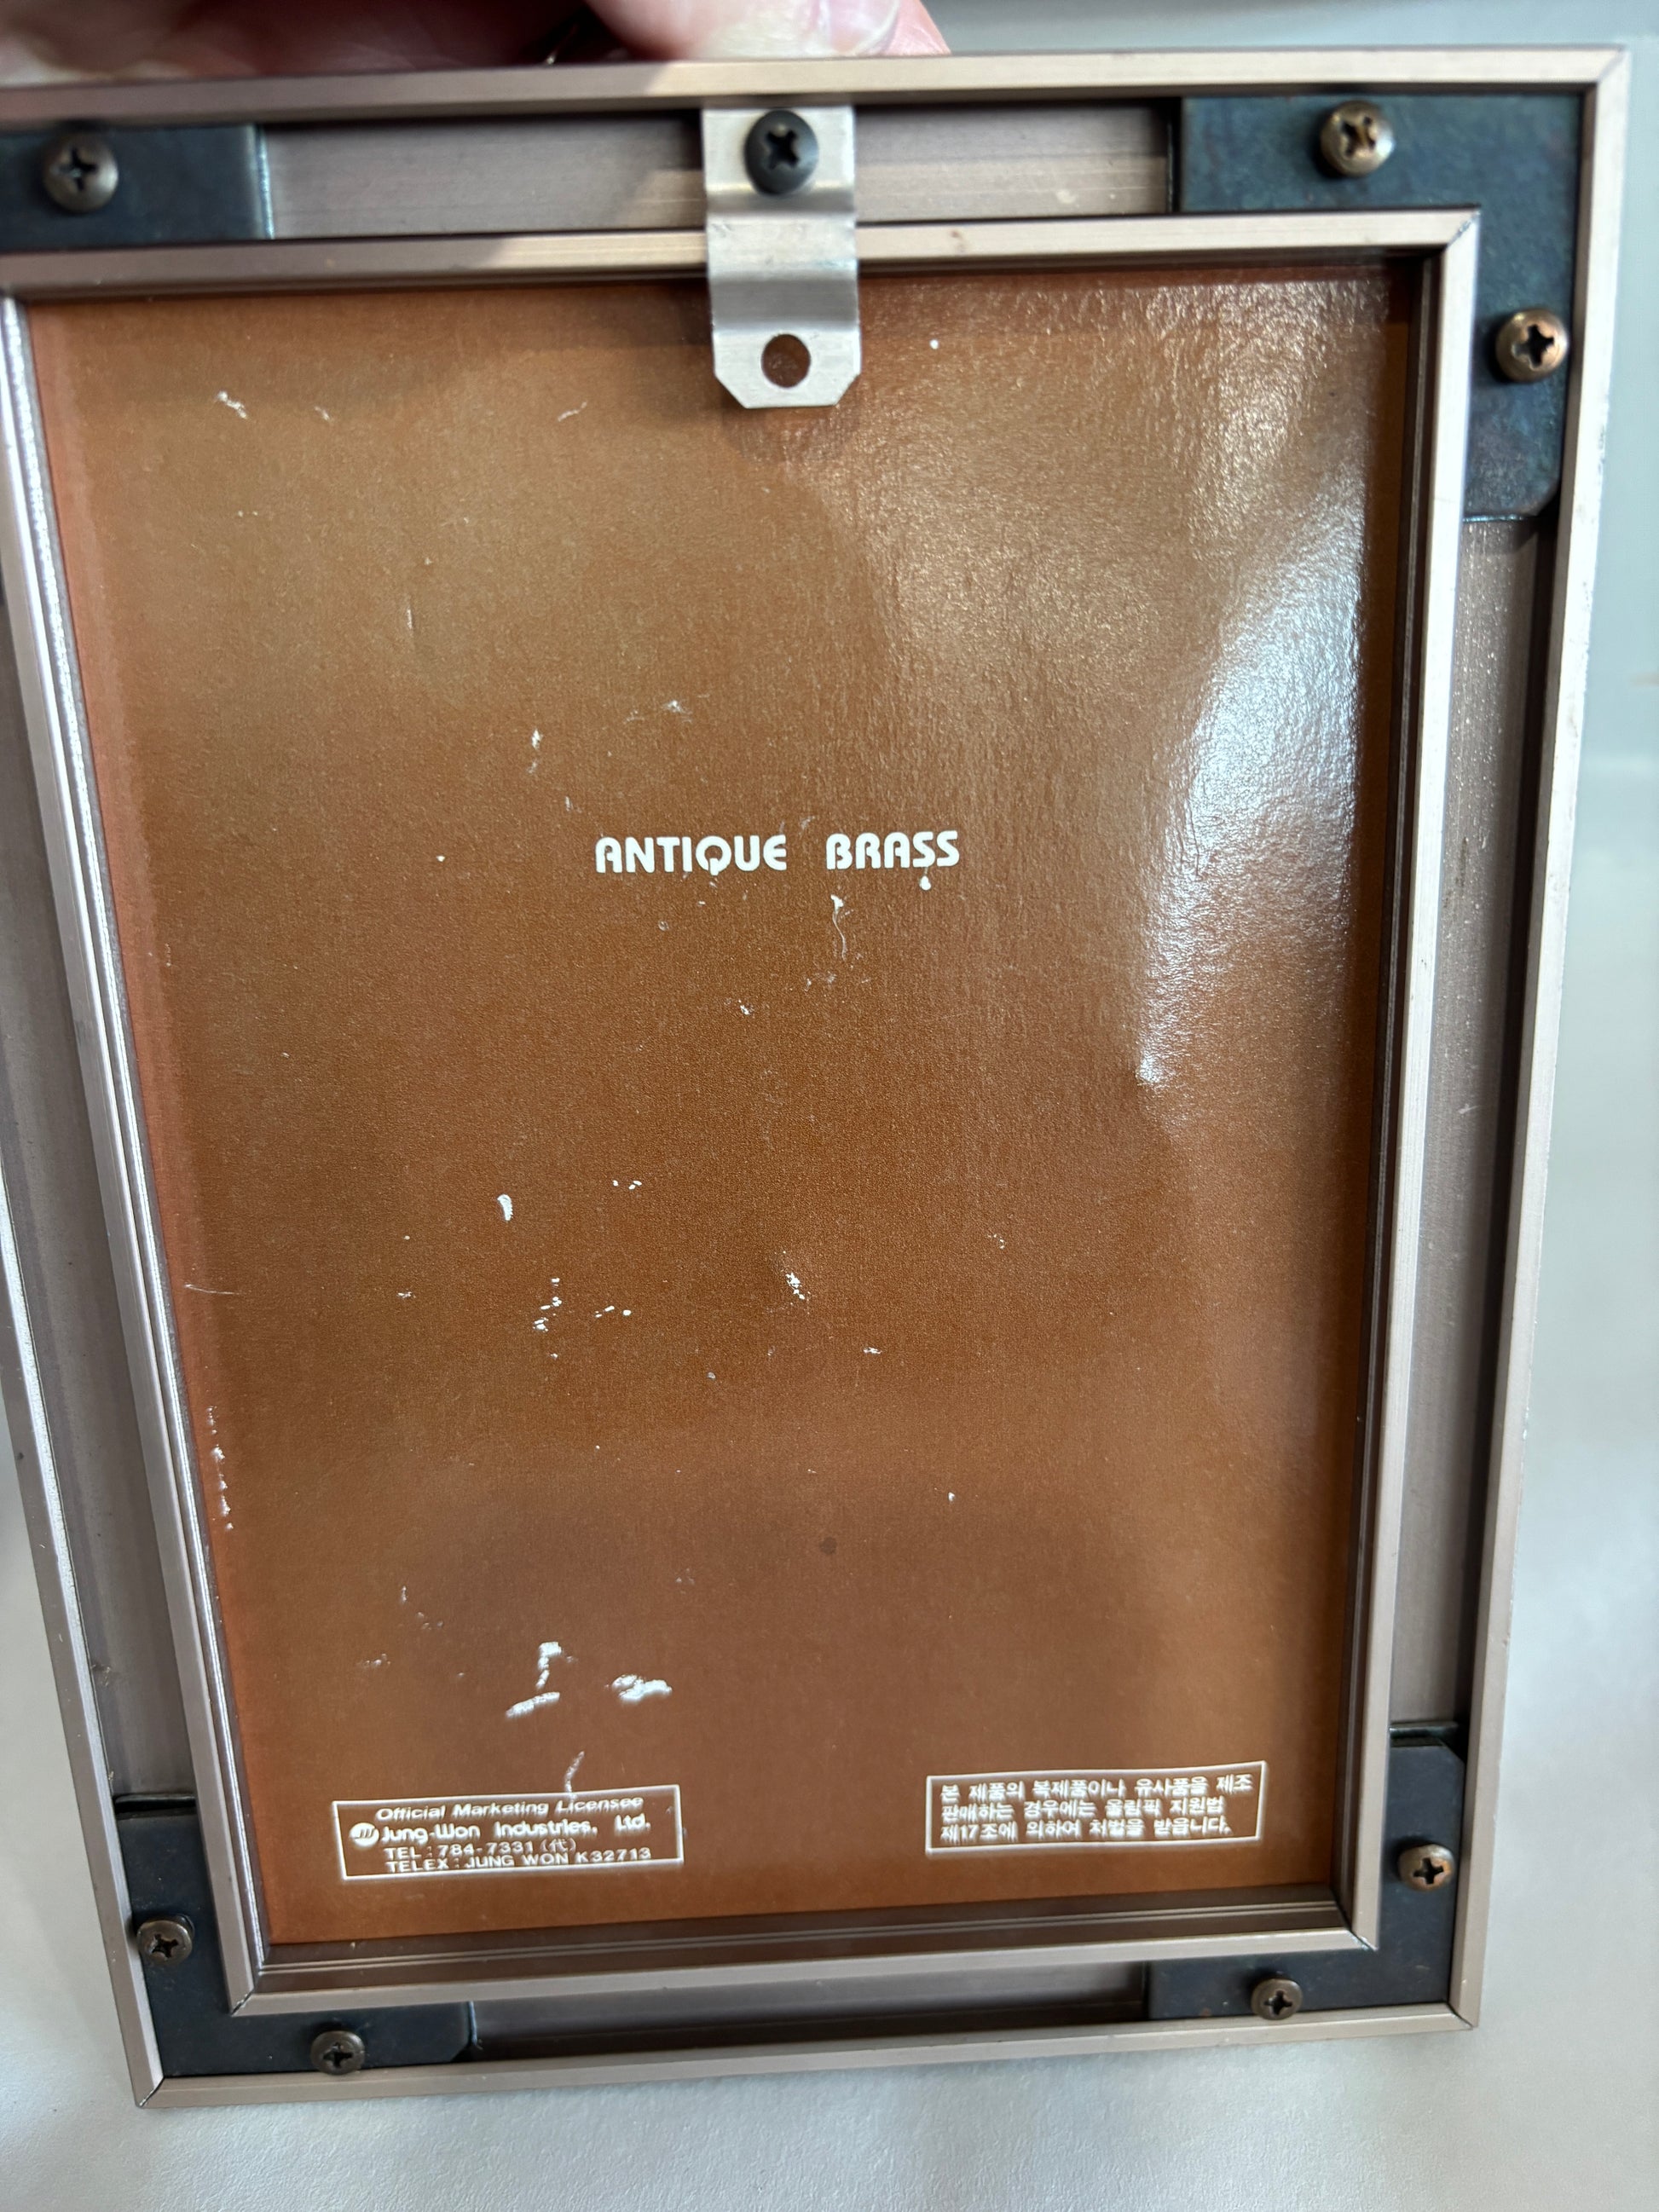 ANTIQUE BRASS
Official Marketing Licensee
Jung-Won Industries, Ltd.
TEL : 784-7331 (代)
TELEX : JUNG WON K32713
본 제품의 복제품이나 유사품을 제조
판매하는 경우에는 올림픽 지원법
제17조에 의하여 처벌을 받읍니다.